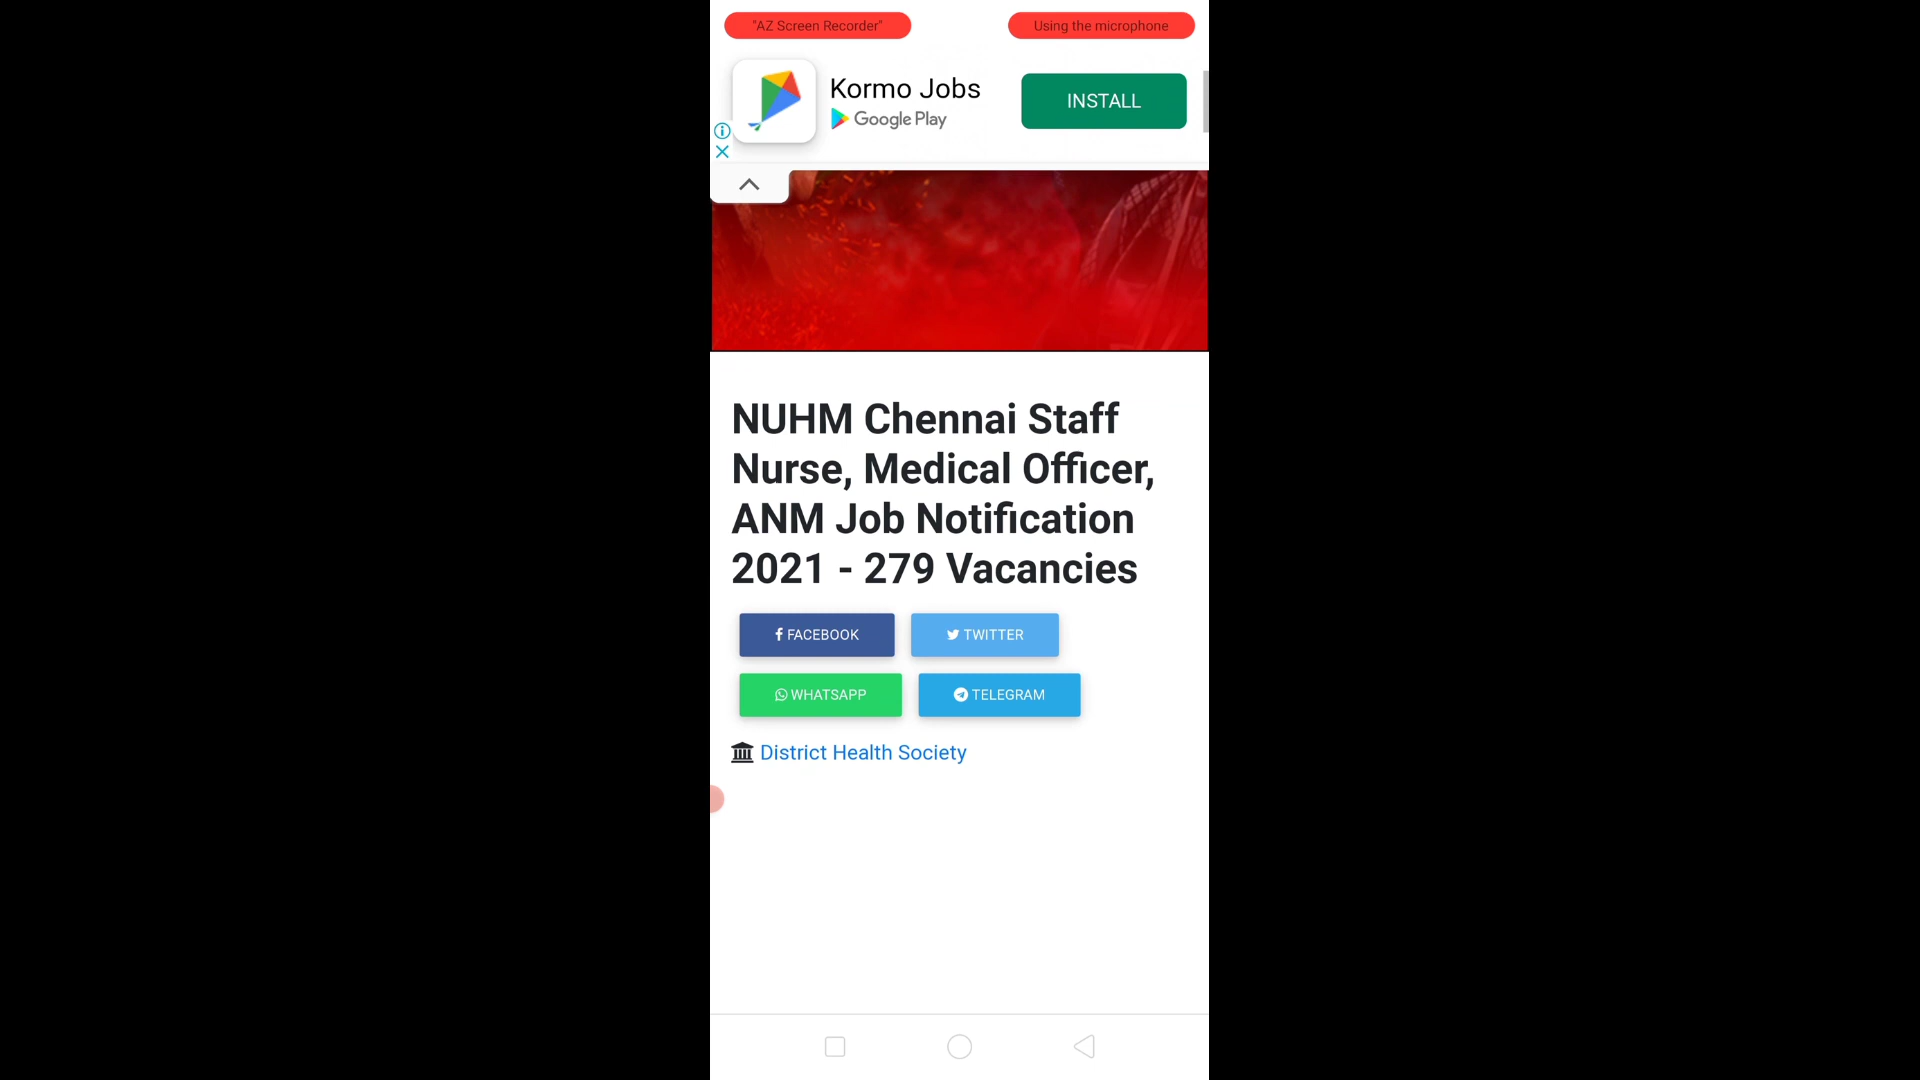 "AZ Screen Recorder"
Using the microphone
Kormo Jobs
Google Play
INSTALL
NUHM Chennai Staff
Nurse, Medical Officer,
ANM Job Notification
2021 - 279 Vacancies
FACEBOOK
TWITTER
WHATSAPP
TELEGRAM
District Health Society